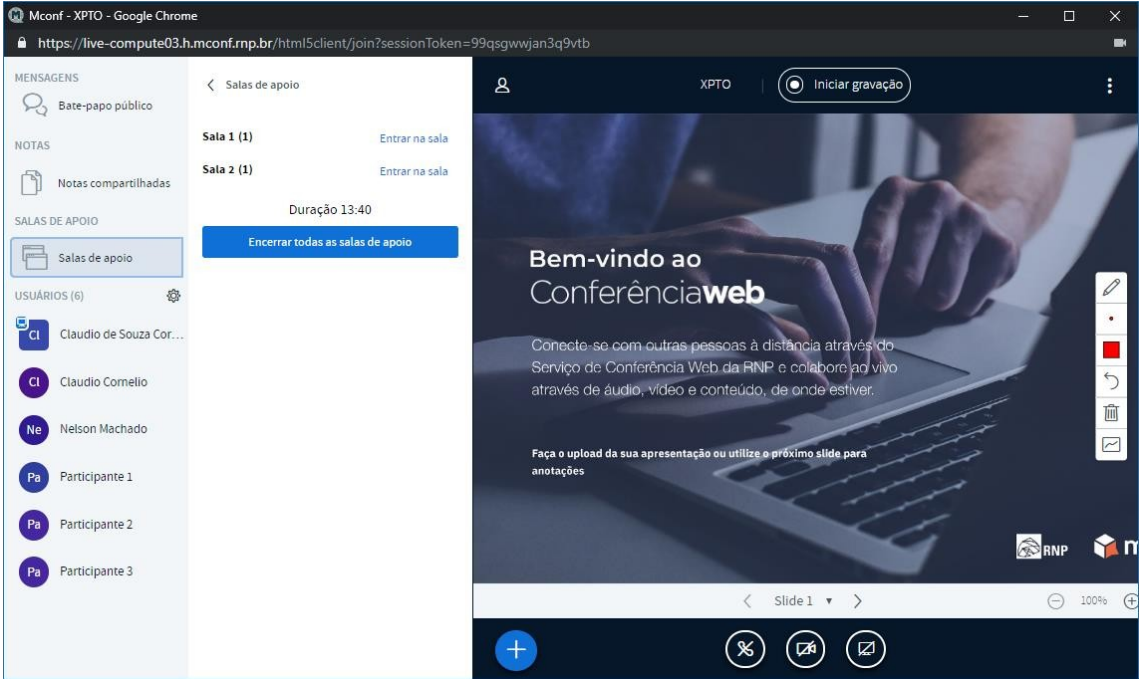 Mconf - XPTO - Google Chrome
https://live-compute03.h.mconf.rnp.br/html5client/join?sessionToken=99qsgwwjan3q9vtb
MENSAGENS
Bate-papo público
NOTAS
Notas compartilhadas
SALAS DE APOIO
Salas de apoio
USUÁRIOS (6)
Cl Claudio de Souza Cor...
Cl Claudio Cornelio
Ne Nelson Machado
Pa Participante 1
Pa Participante 2
Pa Participante 3
Salas de apoio
Sala 1 (1) Entrar na sala
Sala 2 (1) Entrar na sala
Duração 13:40
Encerrar todas as salas de apoio
XPTO Iniciar gravação
Bem-vindo ao
Conferênciaweb
Conecte-se com outras pessoas à distância através do
Serviço de Conferência Web da RNP e colabore ao vivo
através de áudio, vídeo e conteúdo, de onde estiver.
Faça o upload da sua apresentação ou utilize o próximo slide para
anotações
RNP m
Slide 1 100%